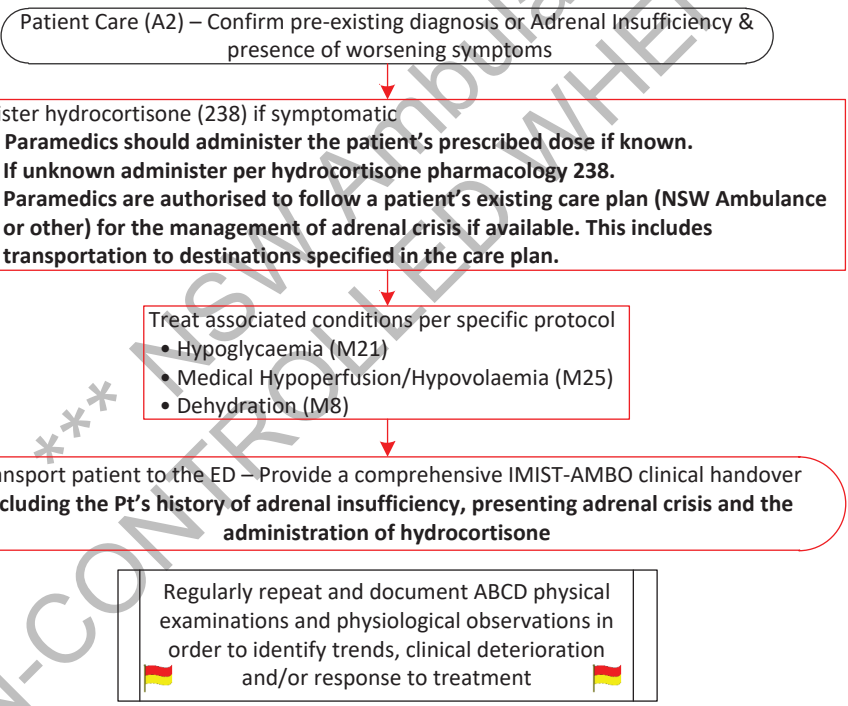 Patient Care (A2) – Confirm pre-existing diagnosis or Adrenal Insufficiency &
presence of worsening symptoms
ister hydrocortisone (238) if symptomatic
Paramedics should administer the patient's prescribed dose if known.
If unknown administer per hydrocortisone pharmacology 238.
Paramedics are authorised to follow a patient's existing care plan (NSW Ambulance
or other) for the management of adrenal crisis if available. This includes
transportation to destinations specified in the care plan.
Treat associated conditions per specific protocol
• Hypoglycaemia (M21)
• Medical Hypoperfusion/Hypovolaemia (M25)
• Dehydration (M8)
ansport patient to the ED – Provide a comprehensive IMIST-AMBO clinical handover
cluding the Pt's history of adrenal insufficiency, presenting adrenal crisis and the
administration of hydrocortisone
Regularly repeat and document ABCD physical
examinations and physiological observations in
order to identify trends, clinical deterioration
and/or response to treatment
*** NSW Ambula
N-CONTROLLED WHE